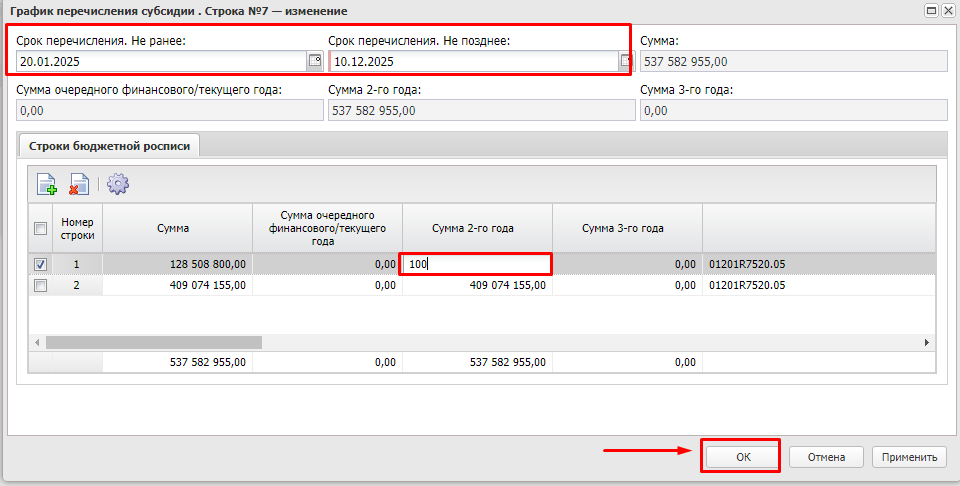 График перечисления субсидии . Строка №7 — изменение
Срок перечисления. Не ранее: Срок перечисления. Не позднее: Сумма:
20.01.2025 10.12.2025 537 582 955,00
Сумма очередного финансового/текущего года: Сумма 2-го года: Сумма 3-го года:
0,00 537 582 955,00 0,00
Строки бюджетной росписи
Номер строки Сумма Сумма очередного финансового/текущего года Сумма 2-го года Сумма 3-го года
1 128 508 800,00 0,00 100 0,00 01201R7520.05
2 409 074 155,00 0,00 409 074 155,00 0,00 01201R7520.05
537 582 955,00 0,00 537 582 955,00 0,00
ОК Отмена Применить